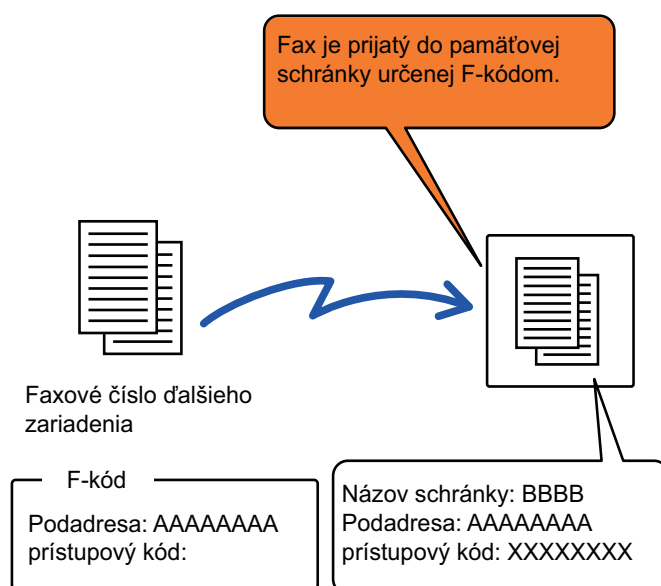 Fax je prijatý do pamäťovej
schránky určenej F-kódom.
Faxové číslo ďalšieho
zariadenia
F-kód
Podadresa: AAAAAAAA
prístupový kód:
Názov schránky: BBBB
Podadresa: AAAAAAAA
prístupový kód: XXXXXXXX